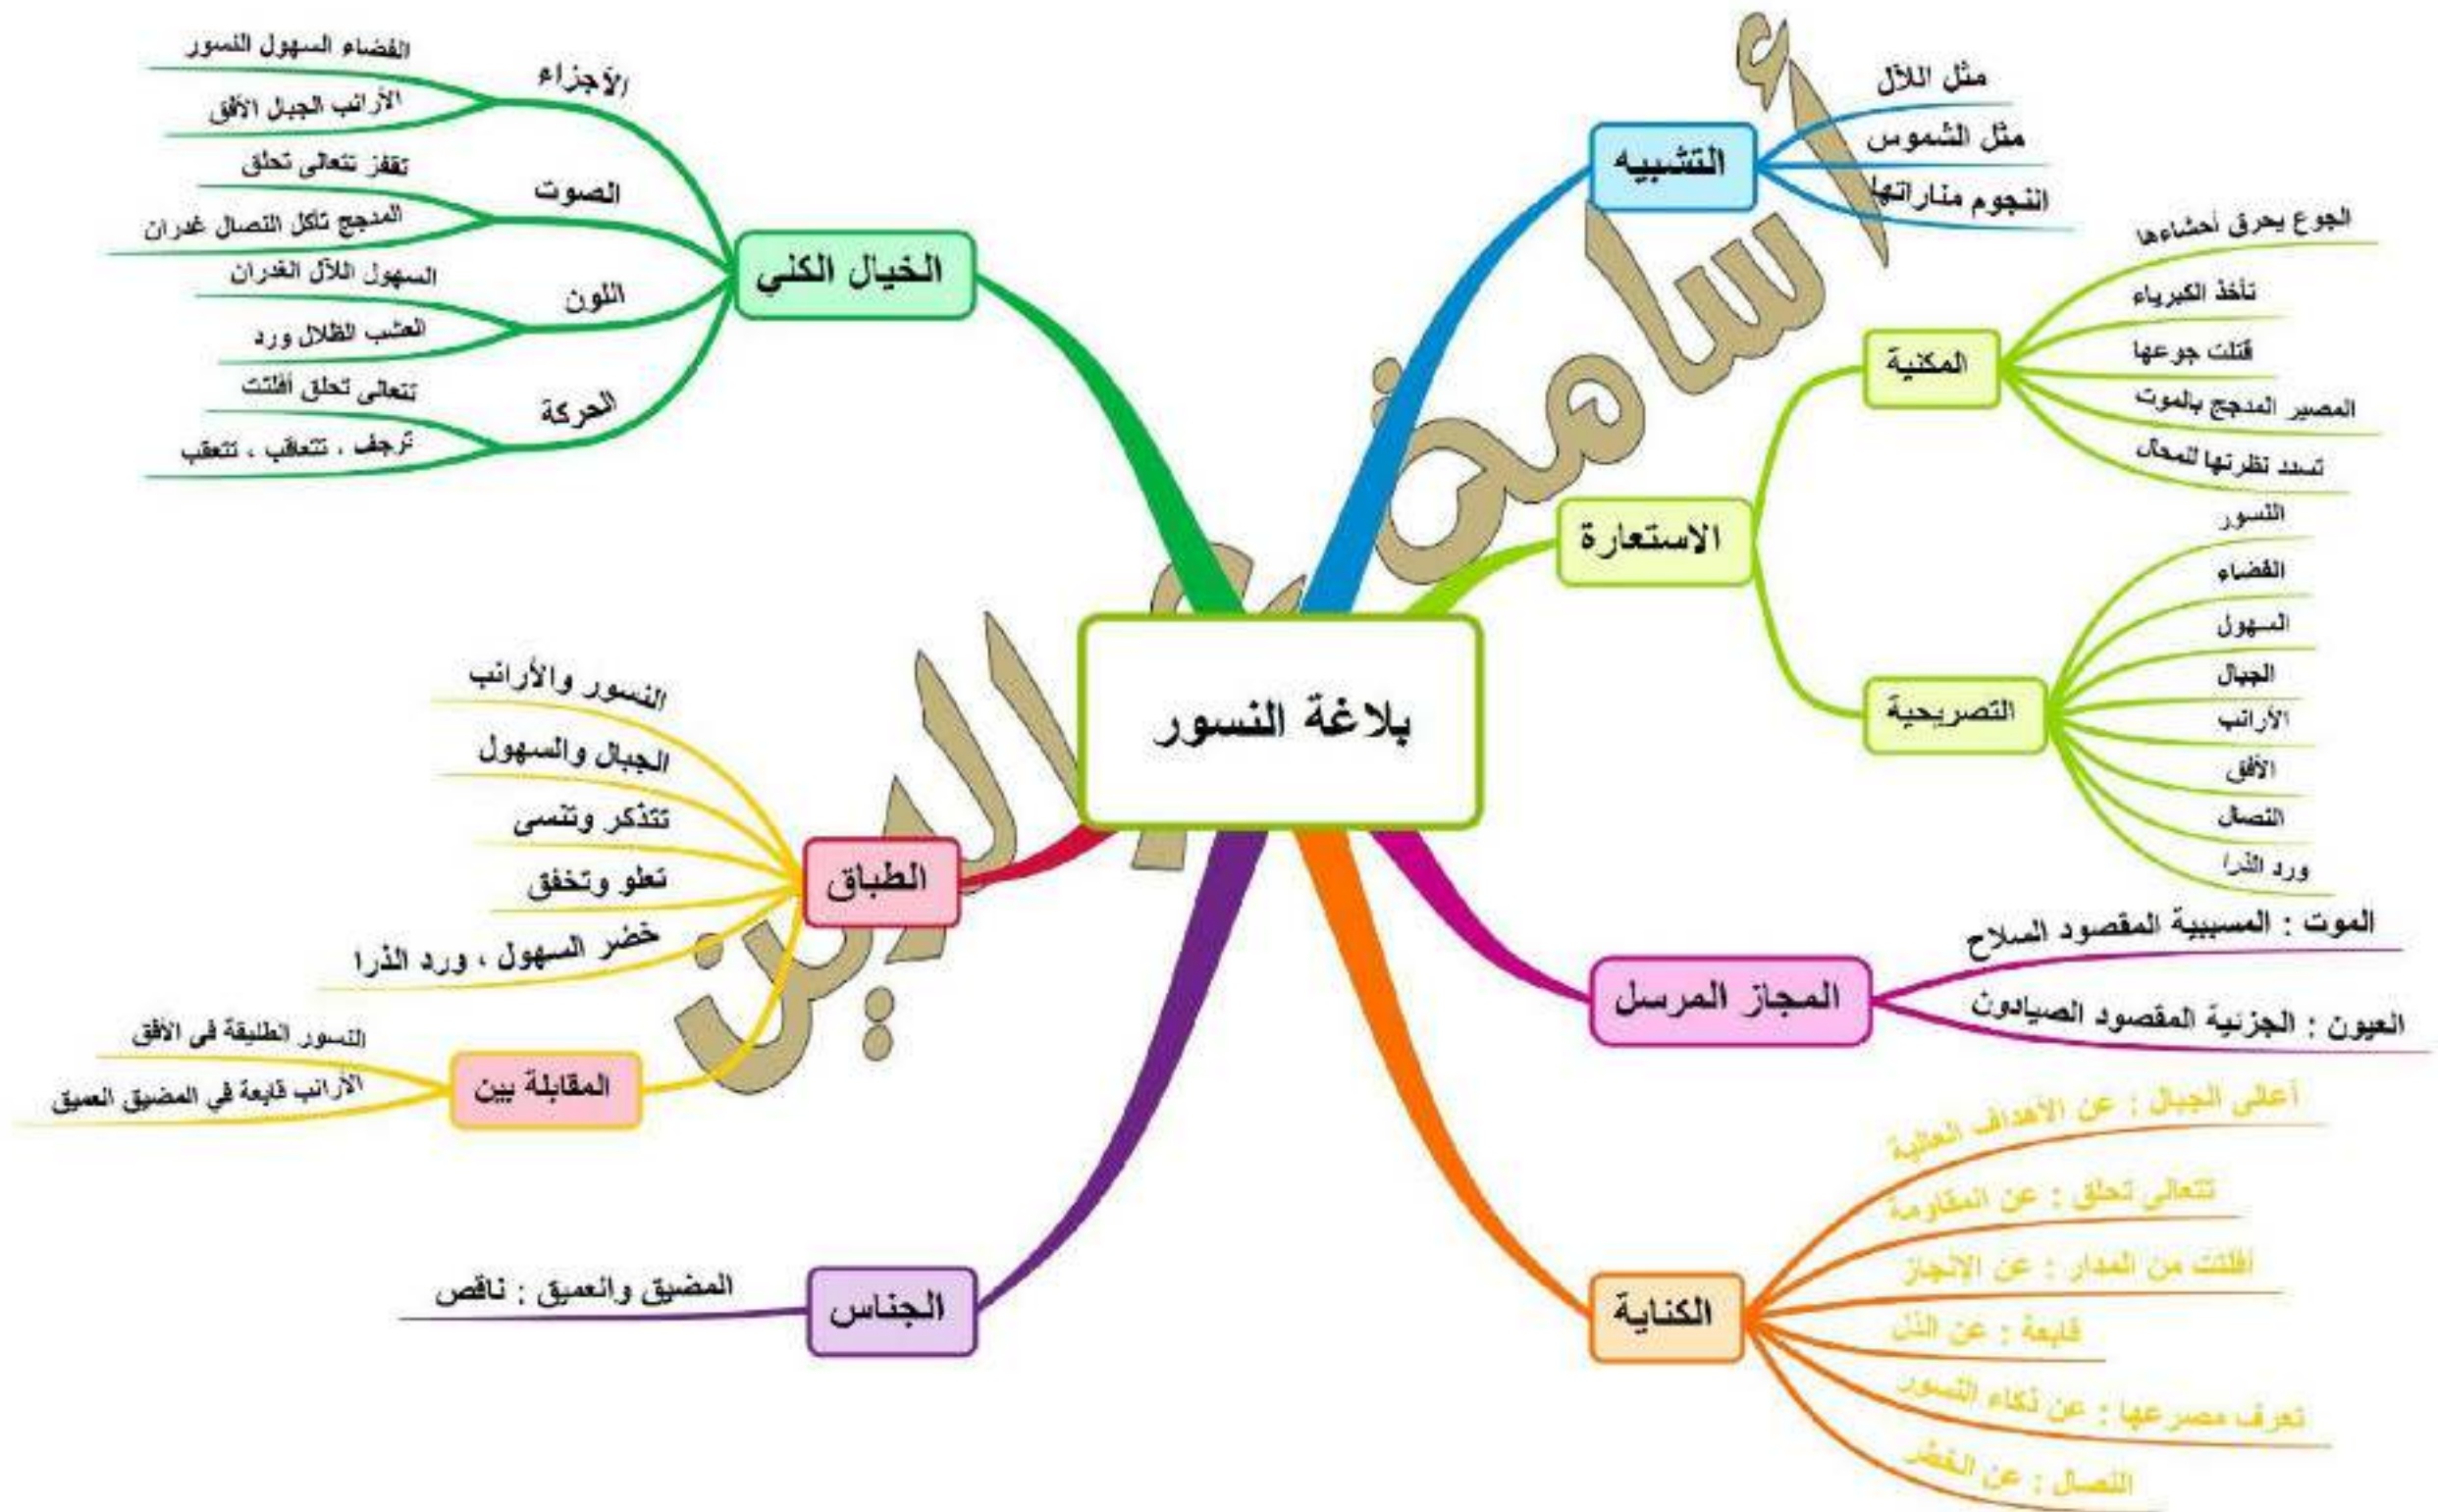 بلاغة النسور
التشبيه
مثل اللآل
مثل الشموس
النجوم مناراتها
الاستعارة
المكنية
الجوع يحرق أحشاءها
تأخذ الكبرياء
قتلت جوعها
المصير المدجج بالموت
تسدد نظرتها للمحال
التصريحية
النسور
الفضاء
السهول
الجبال
الأرانب
الأفق
النصال
ورد الذرا
المجاز المرسل
الموت : المسببية المقصود السلاح
العيون : الجزئية المقصود الصيادون
الكناية
أعالى الجبال : عن الأهداف العالية
تتعالى تحلق : عن المقاومة
أفلتت من المدار : عن الإنجاز
قابعة : عن الذل
تعرف مصرعها : عن ذكاء النسور
النصال : عن
الجناس
المضيق والعميق : ناقص
الطباق
النسور والأرانب
الجبال والسهول
تتذكر وتنسى
تعلو وتخفق
خضر السهول ، ورد الذرا
المقابلة بين
النسور الطليقة فى الأفق
الأرانب قابعة في المضيق العميق
الخيال الكلي
الأجزاء
الفضاء السهول النسور
الأرانب الجبال الأفق
الصوت
تقفز تتعالى تحلق
المدجج تأكل النصال غدران
اللون
السهول اللآل الغدران
العشب الظلال ورد
الحركة
تتعالى تحلق أفلتت
ترجف ، تتعاقب ، تتعقب
أسامة
الدين